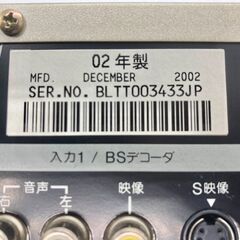 02年製
MFD. DECEMBER 2002
SER.NO. BLTT003433JP
入力1 / BSデコーダ
音声
右 左
映像
S映像